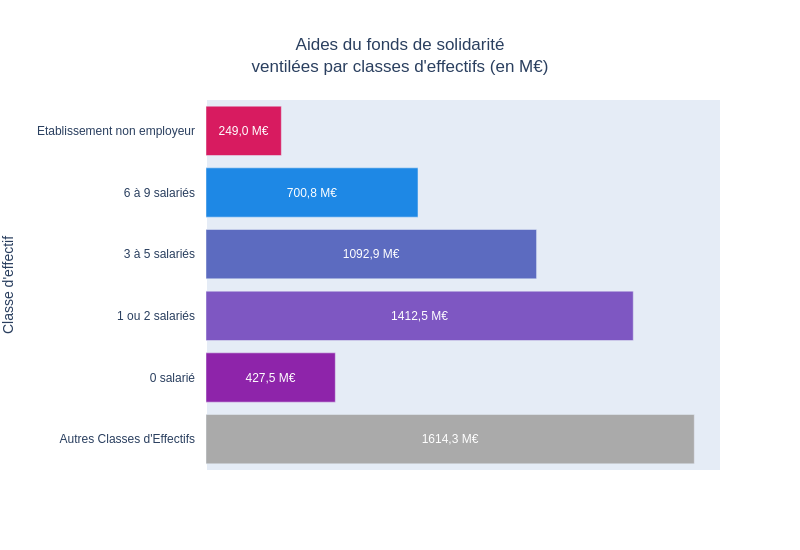 Aides du fonds de solidarité
ventilées par classes d'effectifs (en M€)
Classe d'effectif
Etablissement non employeur
249,0 M€
6 à 9 salariés
700,8 M€
3 à 5 salariés
1092,9 M€
1 ou 2 salariés
1412,5 M€
0 salarié
427,5 M€
Autres Classes d'Effectifs
1614,3 M€